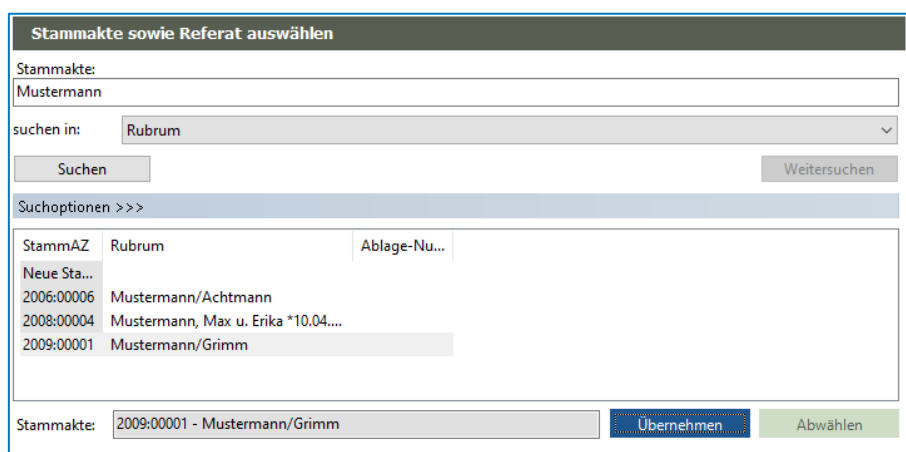 Stammakte sowie Referat auswählen
Stammakte:
Mustermann
suchen in: Rubrum
Suchen Weitersuchen
Suchoptionen >>>
StammAZ Rubrum Ablage-Nu...
Neue Sta...
2006:00006 Mustermann/Achtmann
2008:00004 Mustermann, Max u. Erika *10.04....
2009:00001 Mustermann/Grimm
Stammakte: 2009:00001 - Mustermann/Grimm Übernehmen Abwählen